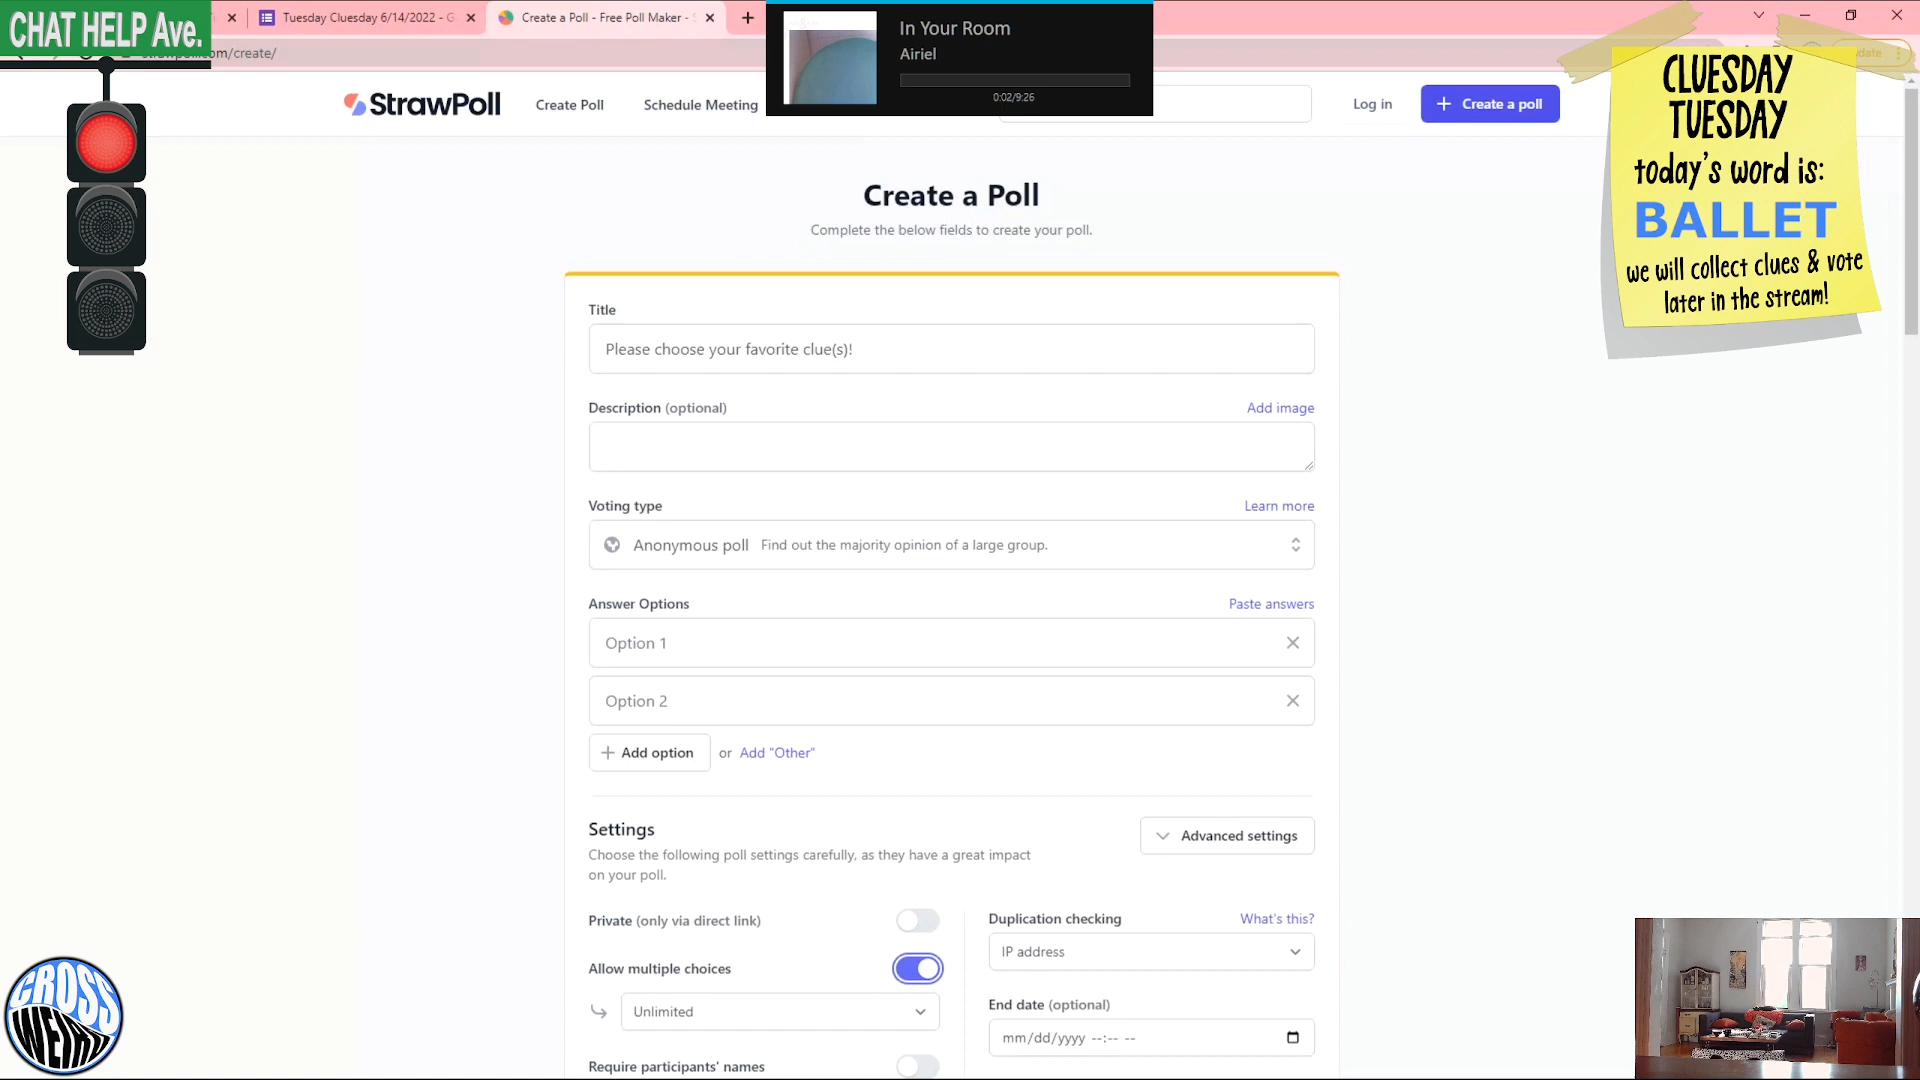 CHAT HELP Ave.
Tuesday Cluesday 6/14/2022 - G
Create a Poll - Free Poll Maker - S
strawpoll.com/create/
In Your Room
Airiel
0:02/9:26
StrawPoll
Create Poll
Schedule Meeting
Log in
+ Create a poll
CLUESDAY
TUESDAY
today's word is:
BALLET
we will collect clues & vote
later in the stream!
Create a Poll
Complete the below fields to create your poll.
Title
Please choose your favorite clue(s)!
Description (optional)
Add image
Voting type
Learn more
Anonymous poll Find out the majority opinion of a large group.
Answer Options
Paste answers
Option 1
Option 2
+ Add option or Add "Other"
Settings
Advanced settings
Choose the following poll settings carefully, as they have a great impact
on your poll.
Private (only via direct link)
Allow multiple choices
Unlimited
Require participants' names
Duplication checking
What's this?
IP address
End date (optional)
mm/dd/yyyy --:-- --
CROSS
WEIRD